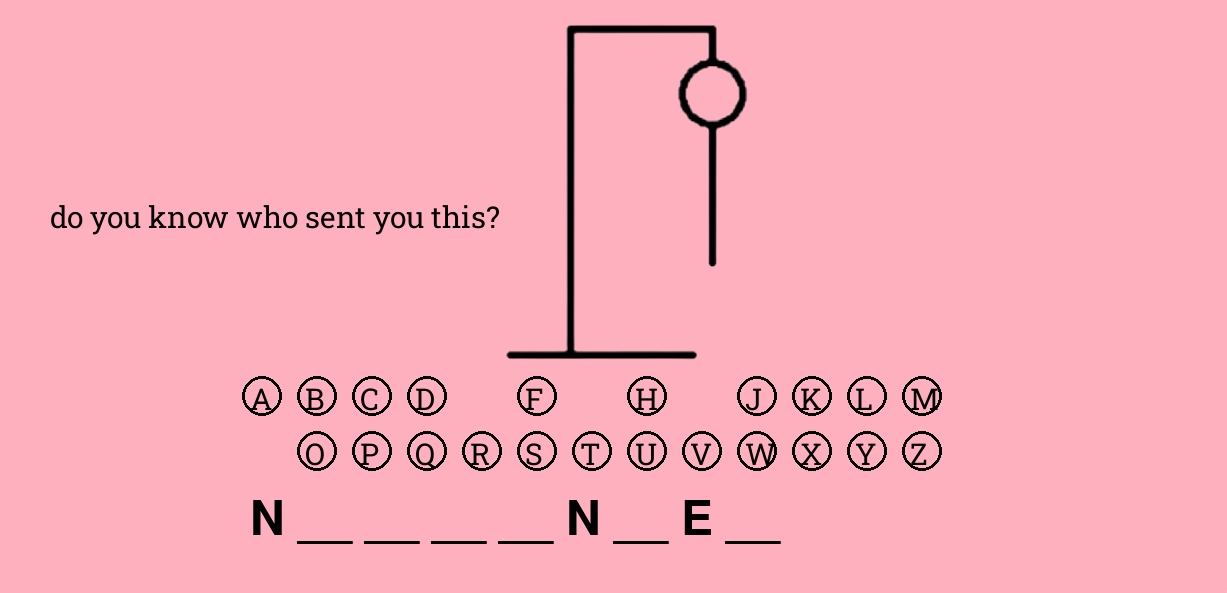 do you know who sent you this?
A B C D F H J K L M
O P Q R S T U V W X Y Z
N __ __ __ __ N __ E __